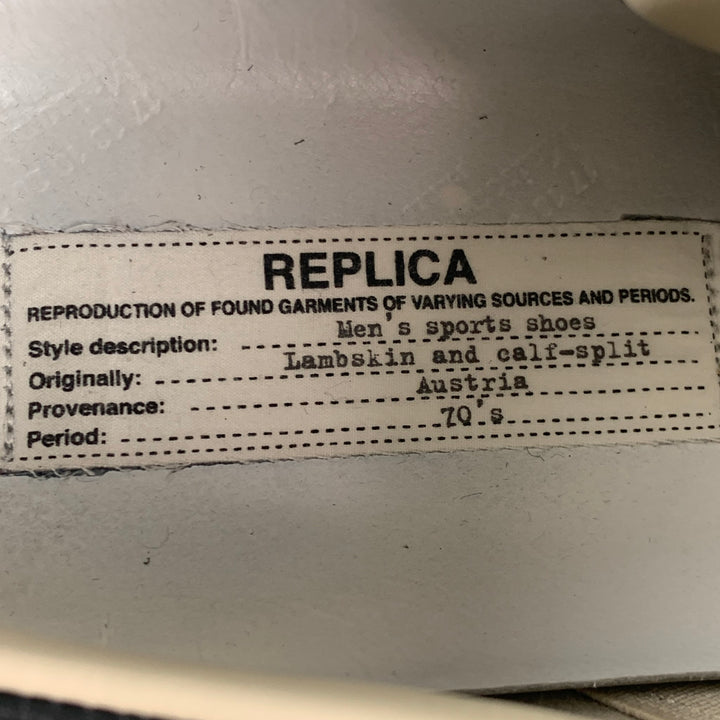 REPLICA
REPRODUCTION OF FOUND GARMENTS OF VARYING SOURCES AND PERIODS.
Style description: Men's sports shoes
Originally: Lambskin and calf-split
Provenance: Austria
Period: 70's